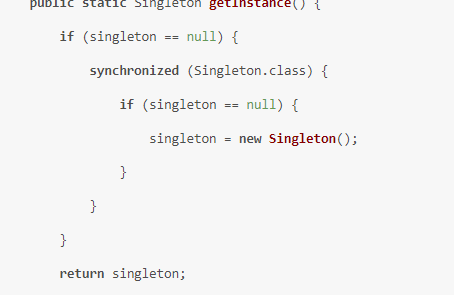 public static Singleton getInstance() {
if (singleton == null) {
synchronized (Singleton.class) {
if (singleton == null) {
singleton = new Singleton();
}
}
}
return singleton;